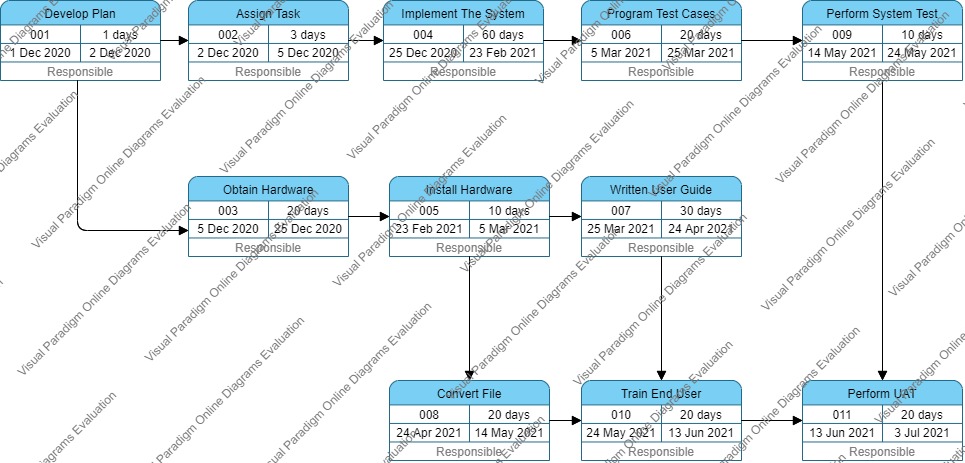 Develop Plan
001 1 days
1 Dec 2020 2 Dec 2020
Responsible
Assign Task
002 3 days
2 Dec 2020 5 Dec 2020
Responsible
Implement The System
004 60 days
25 Dec 2020 23 Feb 2021
Responsible
Program Test Cases
006 20 days
5 Mar 2021 25 Mar 2021
Responsible
Perform System Test
009 10 days
14 May 2021 24 May 2021
Responsible
Obtain Hardware
003 20 days
5 Dec 2020 25 Dec 2020
Responsible
Install Hardware
005 10 days
23 Feb 2021 5 Mar 2021
Responsible
Written User Guide
007 30 days
25 Mar 2021 24 Apr 2021
Responsible
Convert File
008 20 days
24 Apr 2021 14 May 2021
Responsible
Train End User
010 20 days
24 May 2021 13 Jun 2021
Responsible
Perform UAT
011 20 days
13 Jun 2021 3 Jul 2021
Responsible
Visual Paradigm Online Diagrams Evaluation